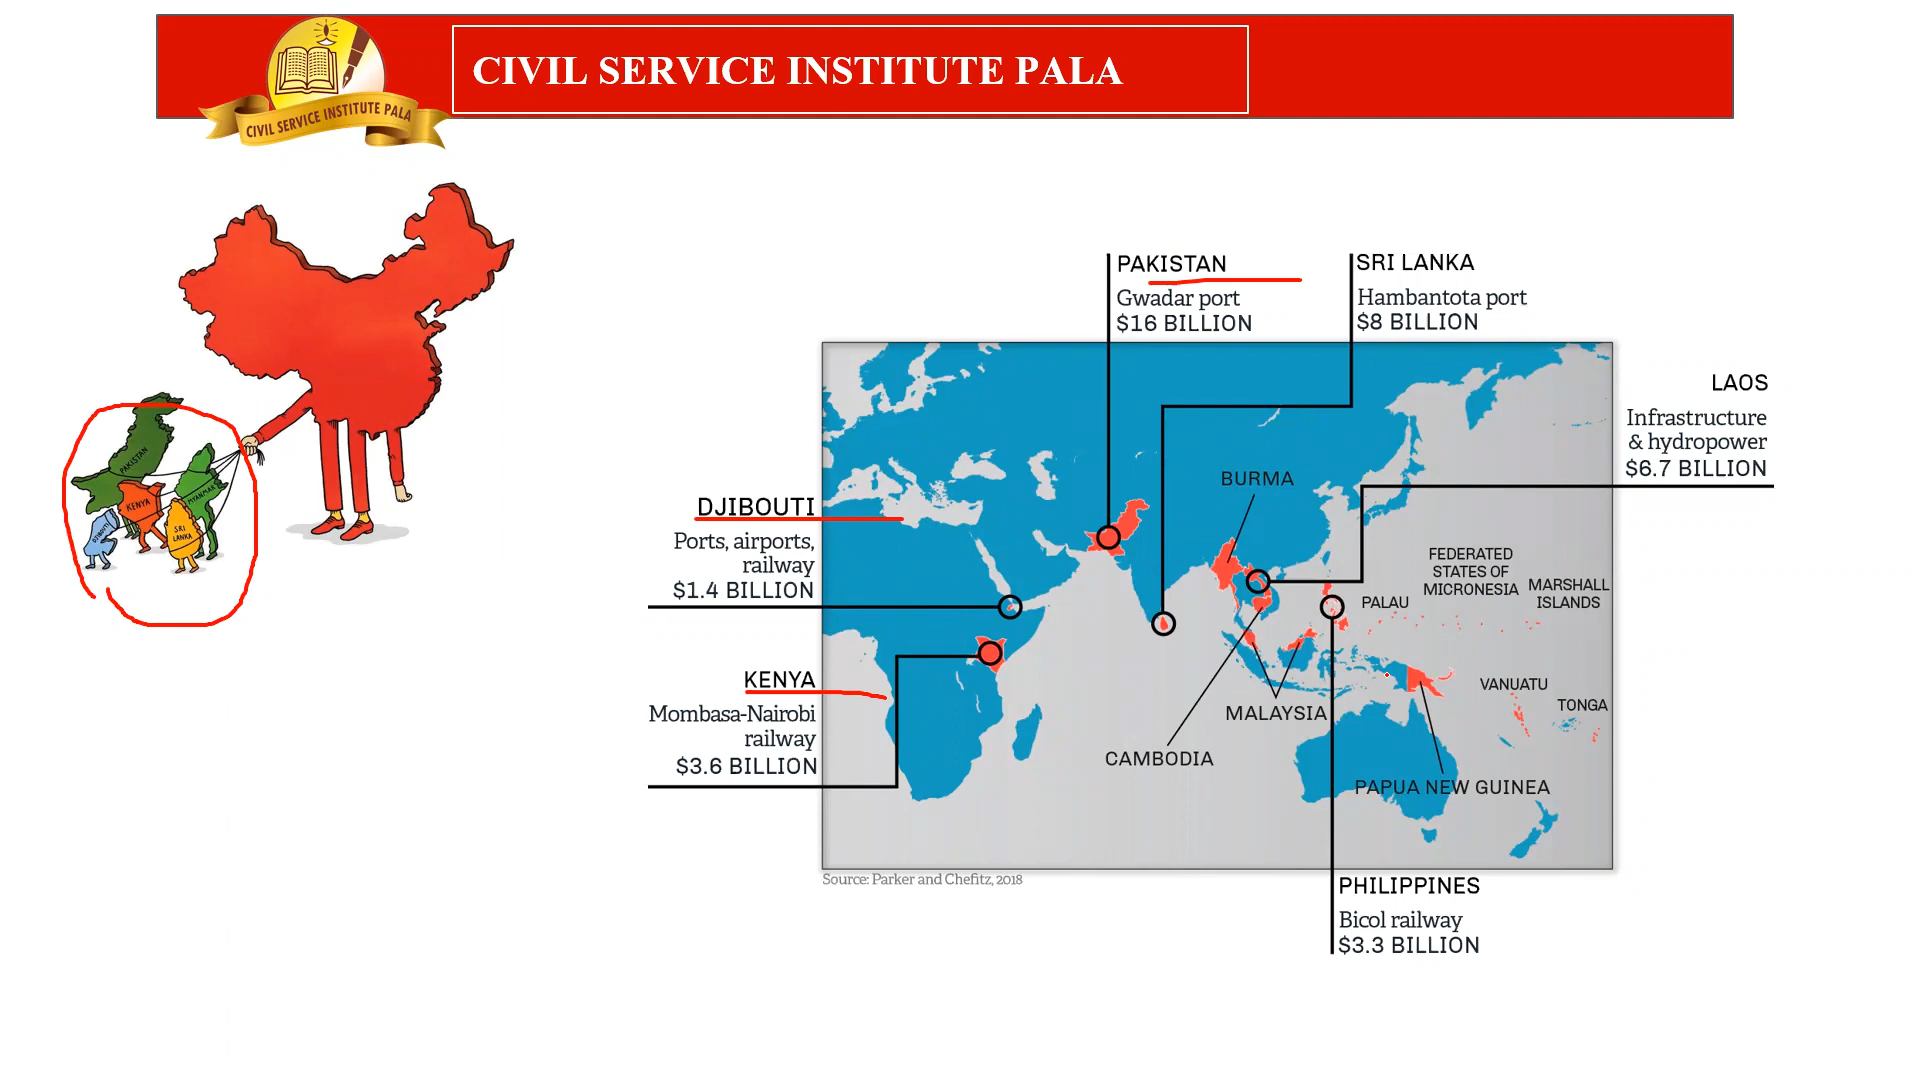 CIVIL SERVICE INSTITUTE PALA
CIVIL SERVICE INSTITUTE PALA
PAKISTAN
KENYA
MYANMAR
DJIBOUTI
SRI
LANKA
PAKISTAN
Gwadar port
$16 BILLION
SRI LANKA
Hambantota port
$8 BILLION
LAOS
Infrastructure
& hydropower
$6.7 BILLION
DJIBOUTI
Ports, airports,
railway
$1.4 BILLION
KENYA
Mombasa-Nairobi
railway
$3.6 BILLION
BURMA
FEDERATED
STATES OF
MICRONESIA
MARSHALL
ISLANDS
PALAU
VANUATU
TONGA
MALAYSIA
CAMBODIA
PAPUA NEW GUINEA
Source: Parker and Chefitz, 2018
PHILIPPINES
Bicol railway
$3.3 BILLION